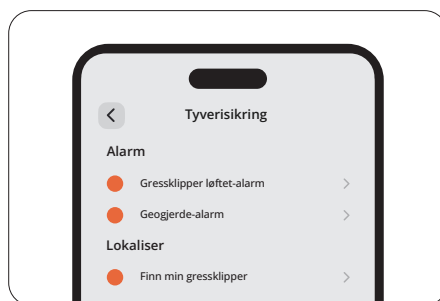 Tyverisikring
Alarm
Gressklipper løftet-alarm
Geogjerde-alarm
Lokaliser
Finn min gressklipper